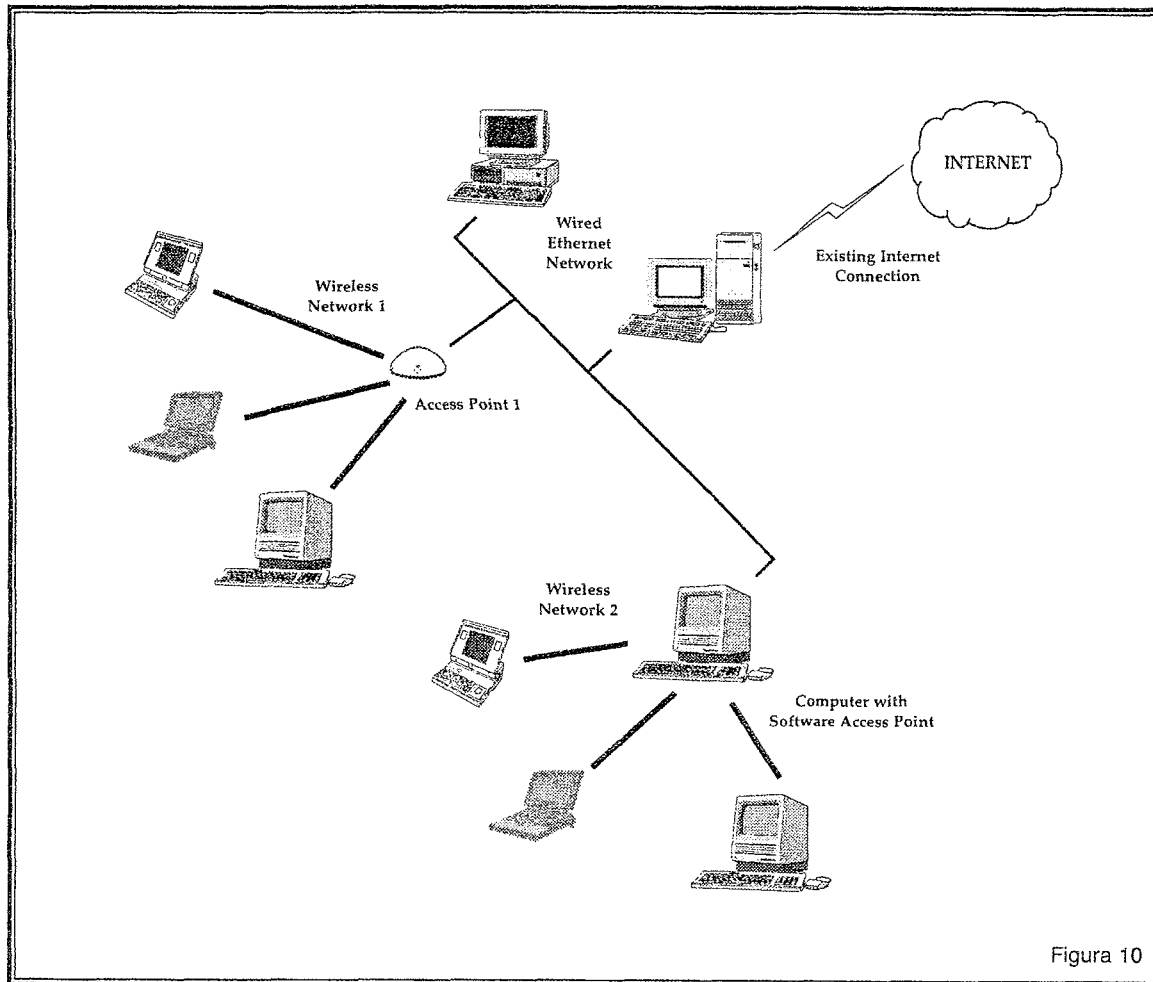 INTERNET
Wired
Ethernet
Network
Existing Internet
Connection
Wireless
Network 1
Access Point 1
Wireless
Network 2
Computer with
Software Access Point
Figura 10